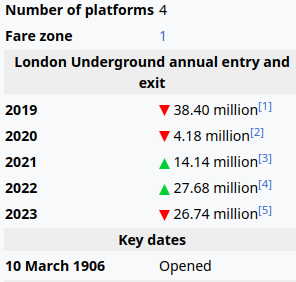 Number of platforms 4
Fare zone 1
London Underground annual entry and
exit
2019 ▼ 38.40 million[1]
2020 ▼ 4.18 million[2]
2021 ▲ 14.14 million[3]
2022 ▲ 27.68 million[4]
2023 ▼ 26.74 million[5]
Key dates
10 March 1906 Opened